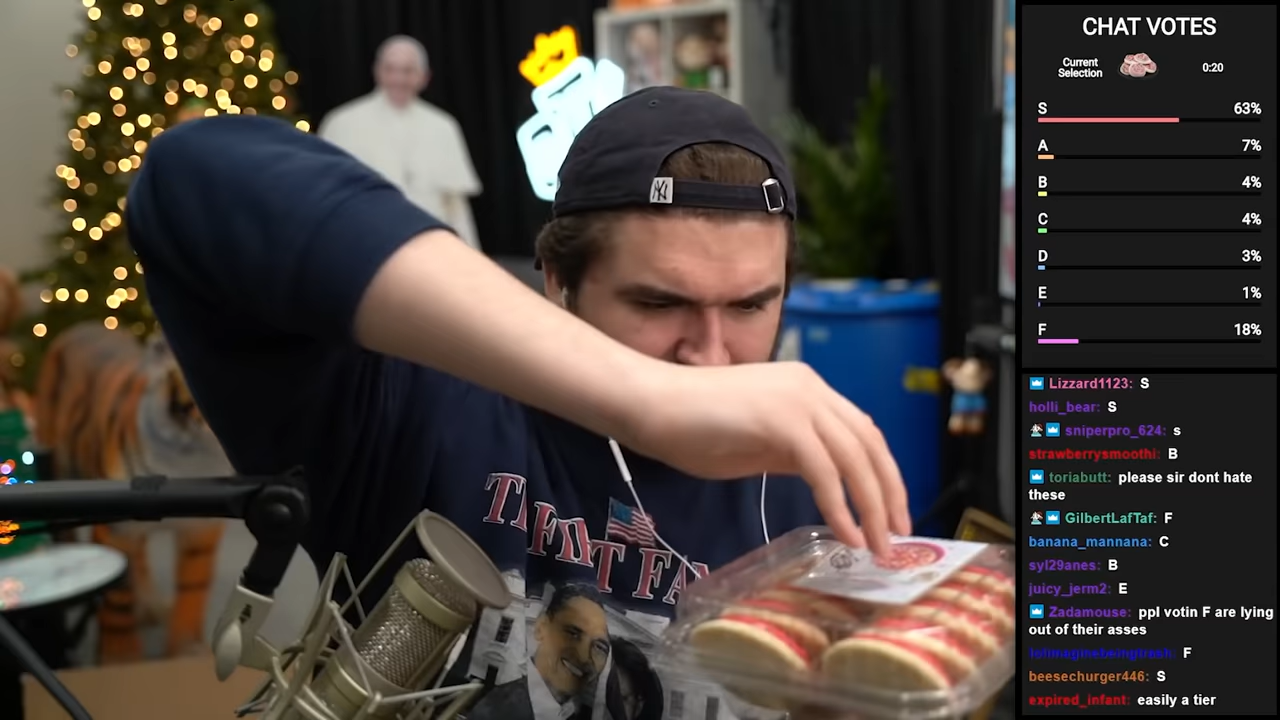 CHAT VOTES
Current
Selection
0:20
S 63%
A 7%
B 4%
C 4%
D 3%
E 1%
F 18%
Lizzard1123: S
holli_bear: S
sniperpro_624: s
strawberrysmoothi: B
toriabutt: please sir dont hate
these
GilbertLafTaf: F
banana_mannana: C
syl29anes: B
juicy_jerm2: E
Zadamouse: ppl votin F are lying
out of their asses
F
beesechurger446: S
expired_infant: easily a tier
NY